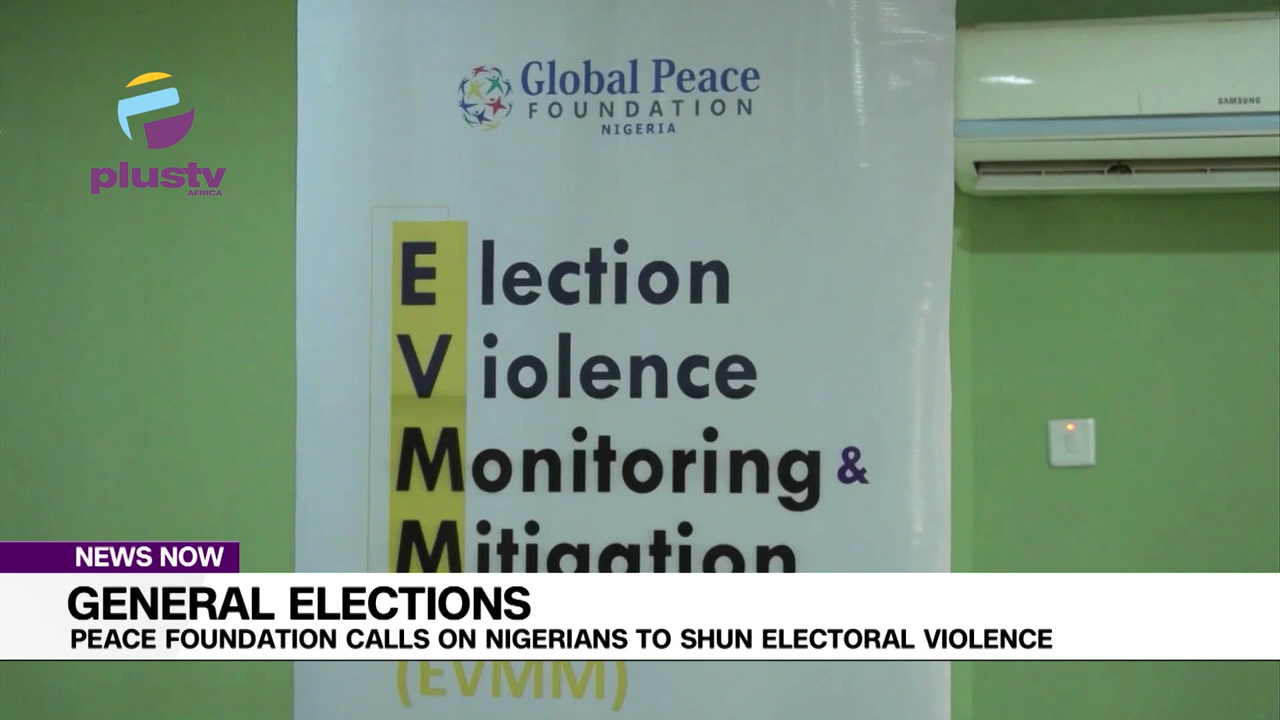 plustv
AFRICA
Global Peace
FOUNDATION
NIGERIA
SAMSUNG
Election
Violence
Monitoring &
Mitigation
NEWS NOW
GENERAL ELECTIONS
PEACE FOUNDATION CALLS ON NIGERIANS TO SHUN ELECTORAL VIOLENCE
(EVMM)